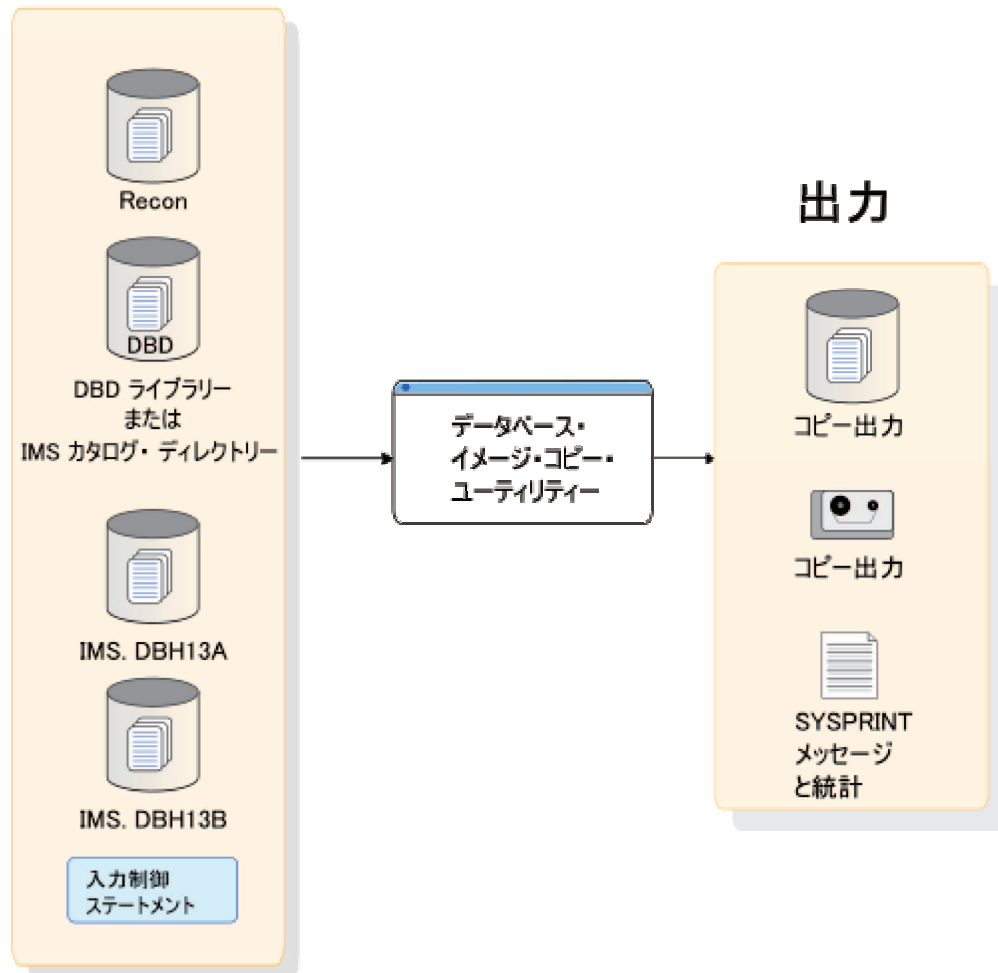 Recon
DBD
DBD ライブラリー
または
IMS カタログ・ディレクトリー
IMS. DBH13A
IMS. DBH13B
入力制御
ステートメント
データベース・
イメージ・コピー・
ユーティリティー
出力
コピー出力
コピー出力
SYSPRINT
メッセージ
と統計